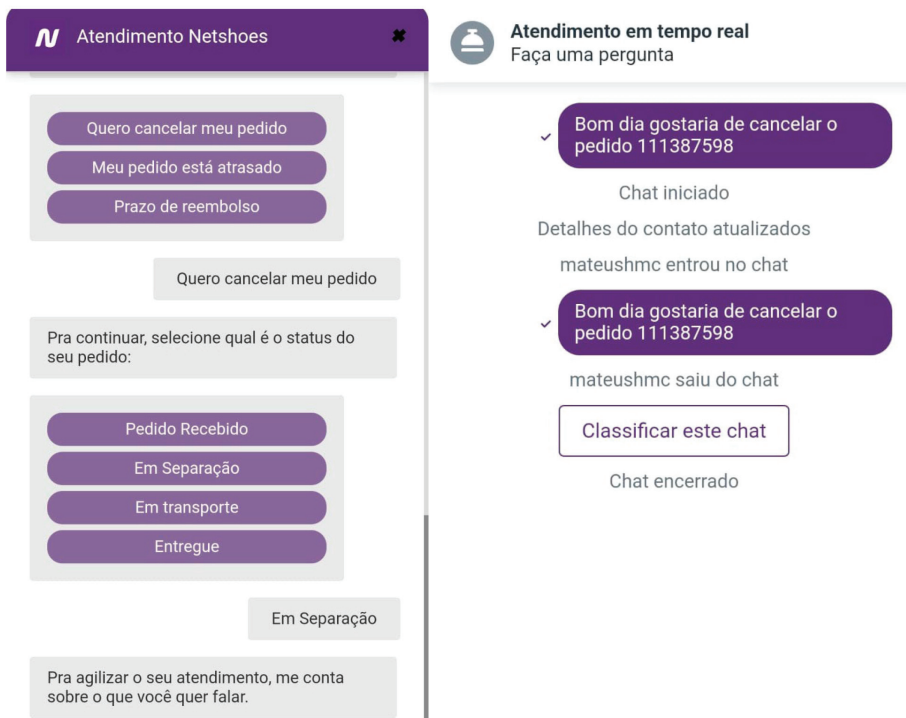 Atendimento Netshoes
Quero cancelar meu pedido
Meu pedido está atrasado
Prazo de reembolso
Quero cancelar meu pedido
Pra continuar, selecione qual é o status do
seu pedido:
Pedido Recebido
Em Separação
Em transporte
Entregue
Em Separação
Pra agilizar o seu atendimento, me conta
sobre o que você quer falar.
Atendimento em tempo real
Faça uma pergunta
Bom dia gostaria de cancelar o
pedido 111387598
Chat iniciado
Detalhes do contato atualizados
mateushmc entrou no chat
Bom dia gostaria de cancelar o
pedido 111387598
mateushmc saiu do chat
Classificar este chat
Chat encerrado